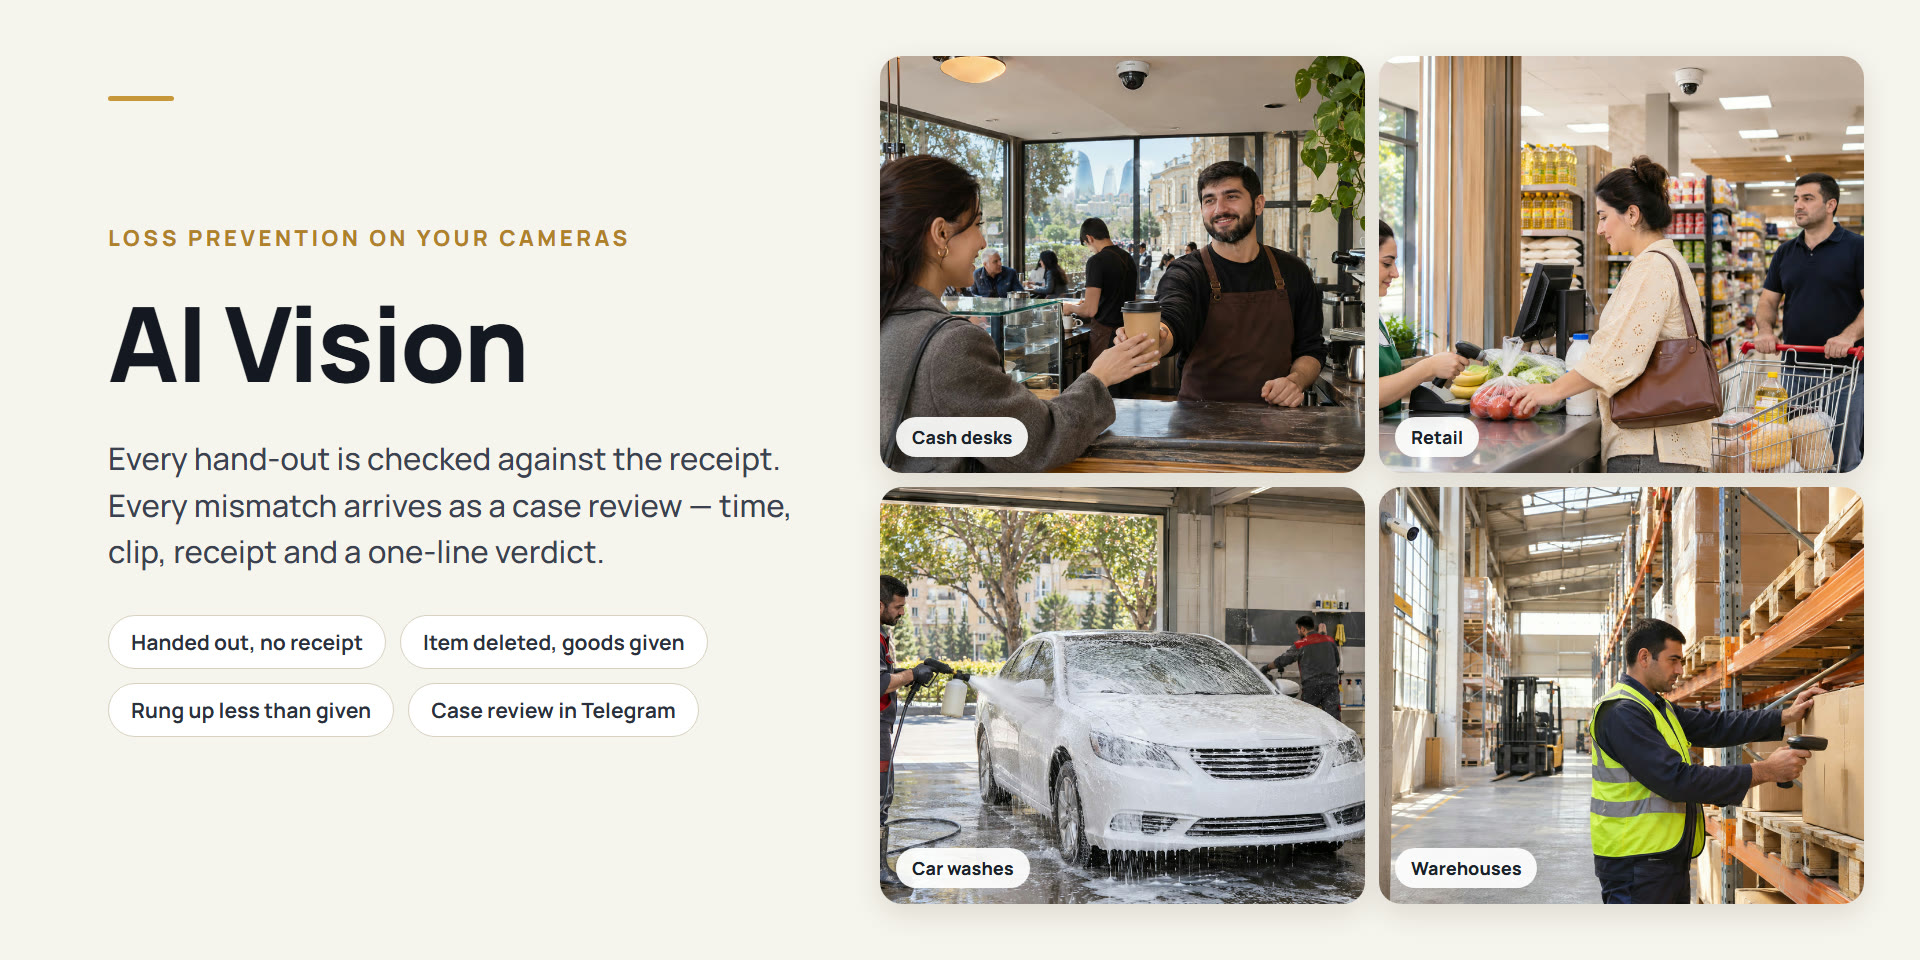 LOSS PREVENTION ON YOUR CAMERAS
AI Vision
Every hand-out is checked against the receipt.
Every mismatch arrives as a case review — time,
clip, receipt and a one-line verdict.
Handed out, no receipt
Item deleted, goods given
Rung up less than given
Case review in Telegram
Cash desks
Retail
Car washes
Warehouses